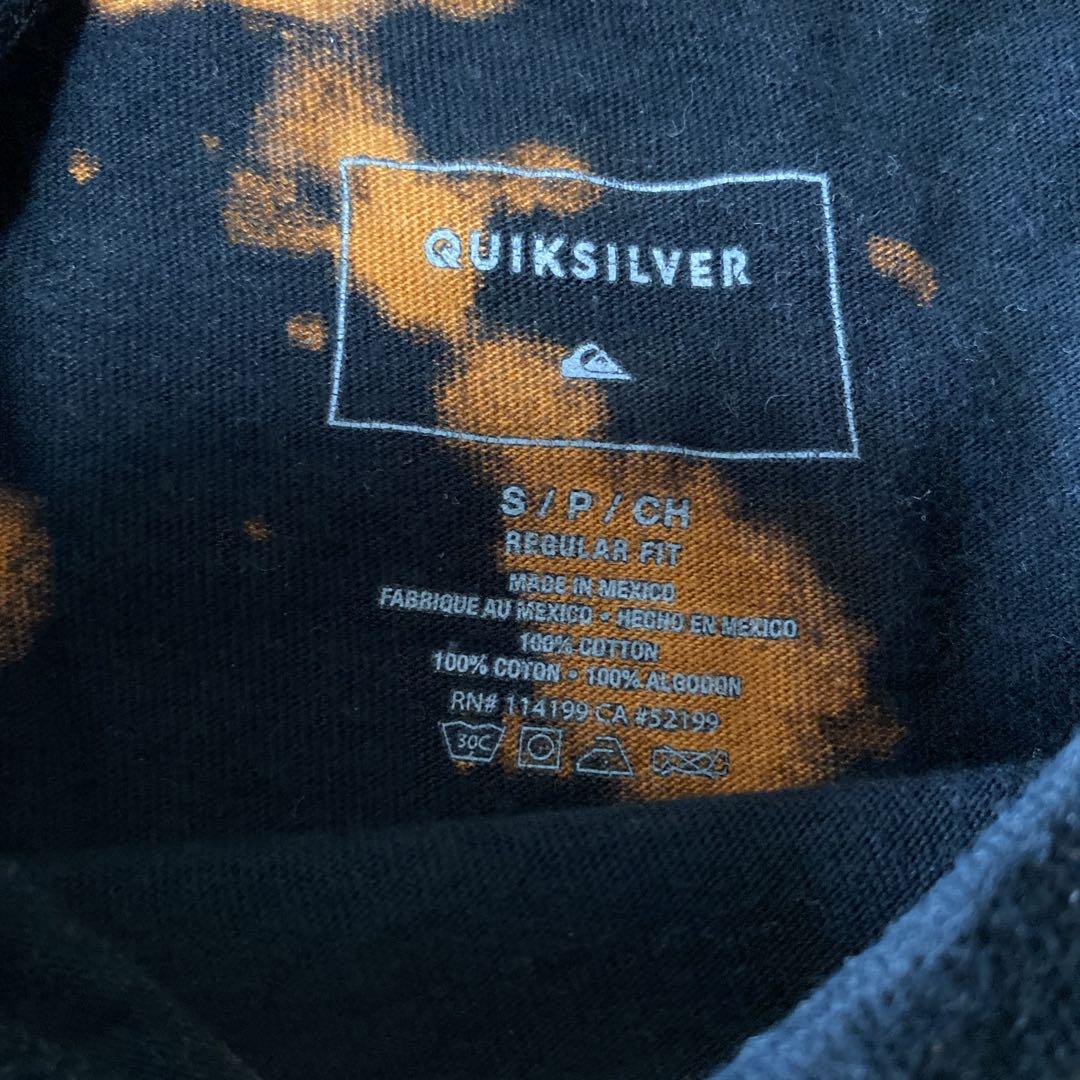 QUIKSILVER
S / P / CH
REGULAR FIT
MADE IN MEXICO
FABRIQUE AU MEXICO • HECHO EN MEXICO
100% COTTON
100% COTON • 100% ALGODON
RN# 114199 CA #52199
30C